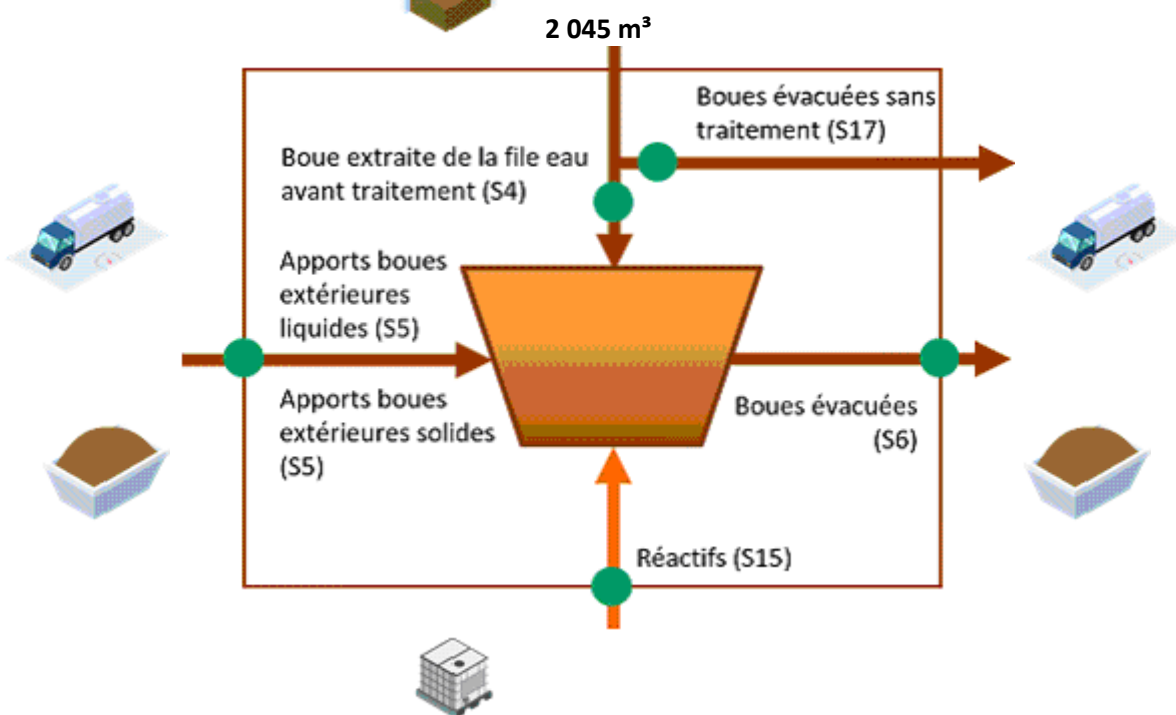 2 045 m³
Boues évacuées sans
traitement (S17)
Boue extraite de la file eau
avant traitement (S4)
Apports boues
extérieures
liquides (S5)
Apports boues
extérieures solides
(S5)
Boues évacuées
(S6)
Réactifs (S15)